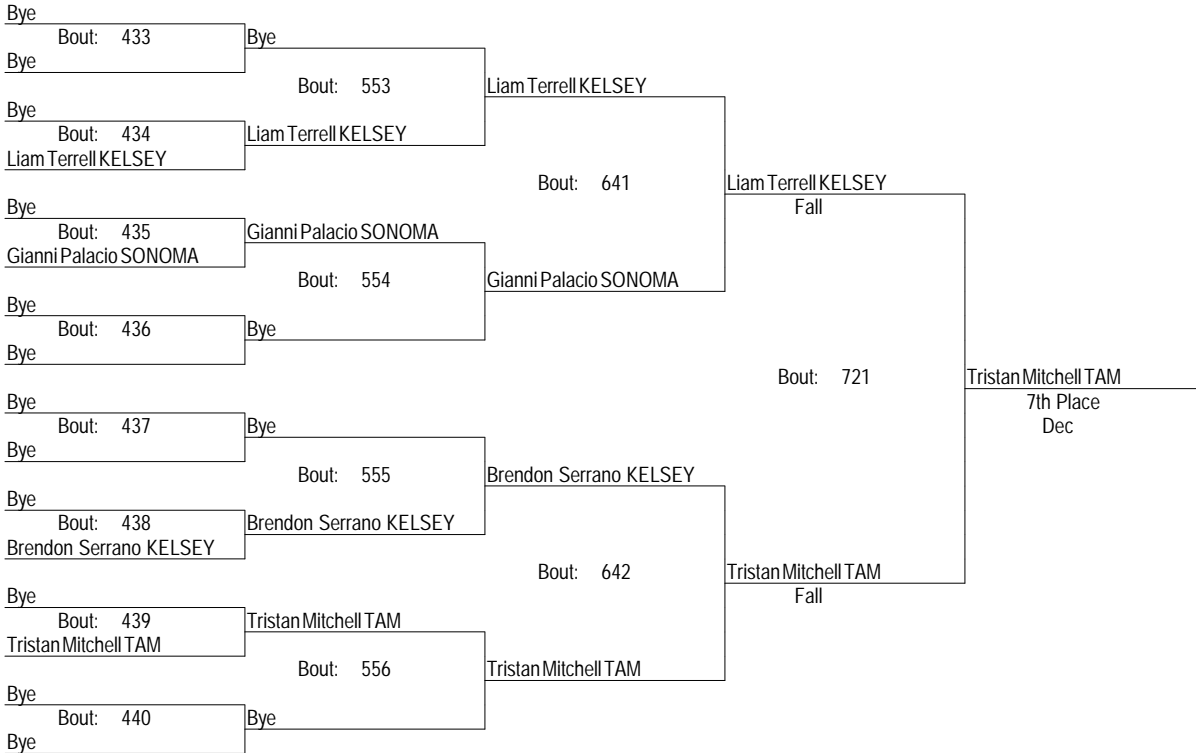 Bye
Bout: 433
Bye
Bye
Bout: 553
Liam Terrell KELSEY
Bye
Bout: 434
Liam Terrell KELSEY
Liam Terrell KELSEY
Bout: 641
Liam Terrell KELSEY
Fall
Bye
Bout: 435
Gianni Palacio SONOMA
Gianni Palacio SONOMA
Bout: 554
Gianni Palacio SONOMA
Bye
Bout: 436
Bye
Bye
Bout: 721
Tristan Mitchell TAM
7th Place
Dec
Bye
Bout: 437
Bye
Bye
Bout: 555
Brendon Serrano KELSEY
Bye
Bout: 438
Brendon Serrano KELSEY
Brendon Serrano KELSEY
Bout: 642
Tristan Mitchell TAM
Fall
Bye
Bout: 439
Tristan Mitchell TAM
Tristan Mitchell TAM
Bout: 556
Tristan Mitchell TAM
Bye
Bout: 440
Bye
Bye